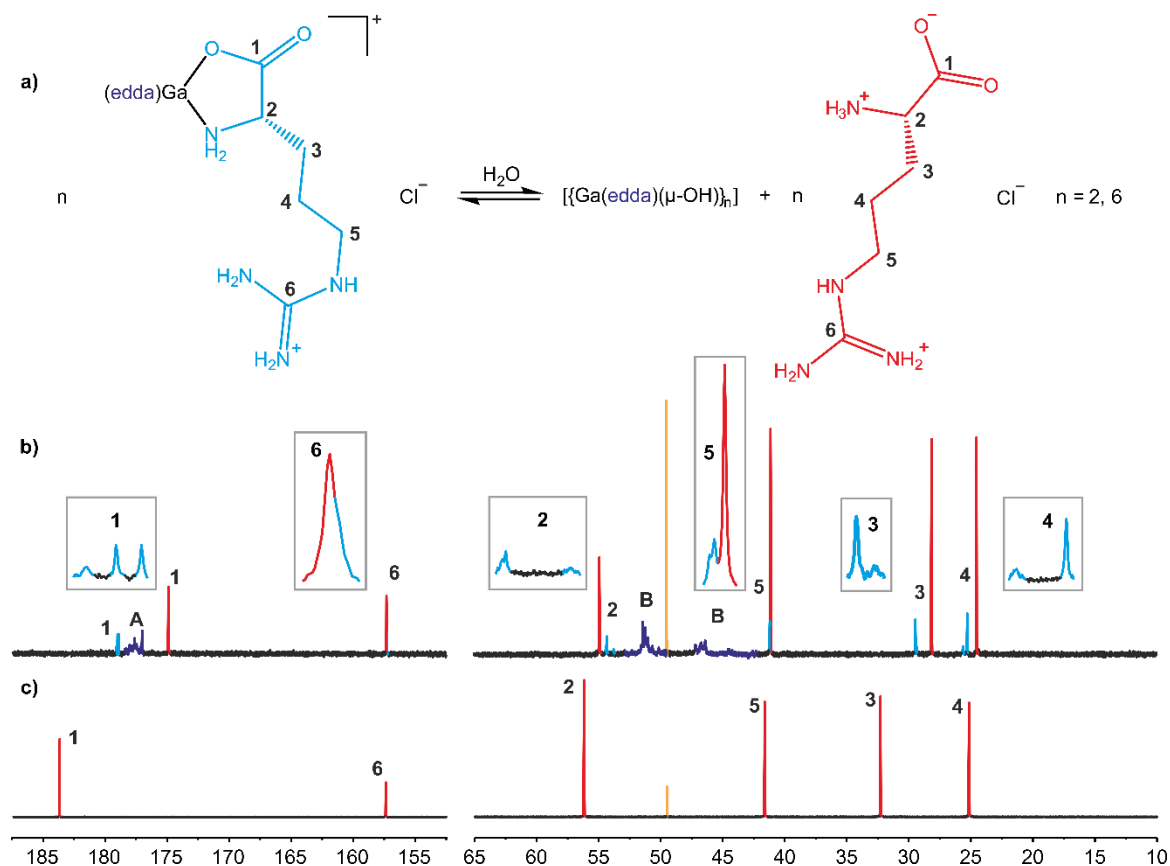 a)
n
(edda)Ga
O
O
+
1
2
N
H₂
3
4
5
NH
6
H₂N
H₂N⁺
Cl⁻
H₂O
[{Ga(edda)(μ-OH)}ₙ]
+
n
O⁻
O
1
H₃N⁺
2
3
4
5
HN
6
H₂N
NH₂⁺
Cl⁻
n = 2, 6
b)
1
6
2
5
3
4
1
A
1
6
2
B
B
5
3
4
c)
1
6
2
5
3
4
185 180 175 170 165 160 155 65 60 55 50 45 40 35 30 25 20 15 10